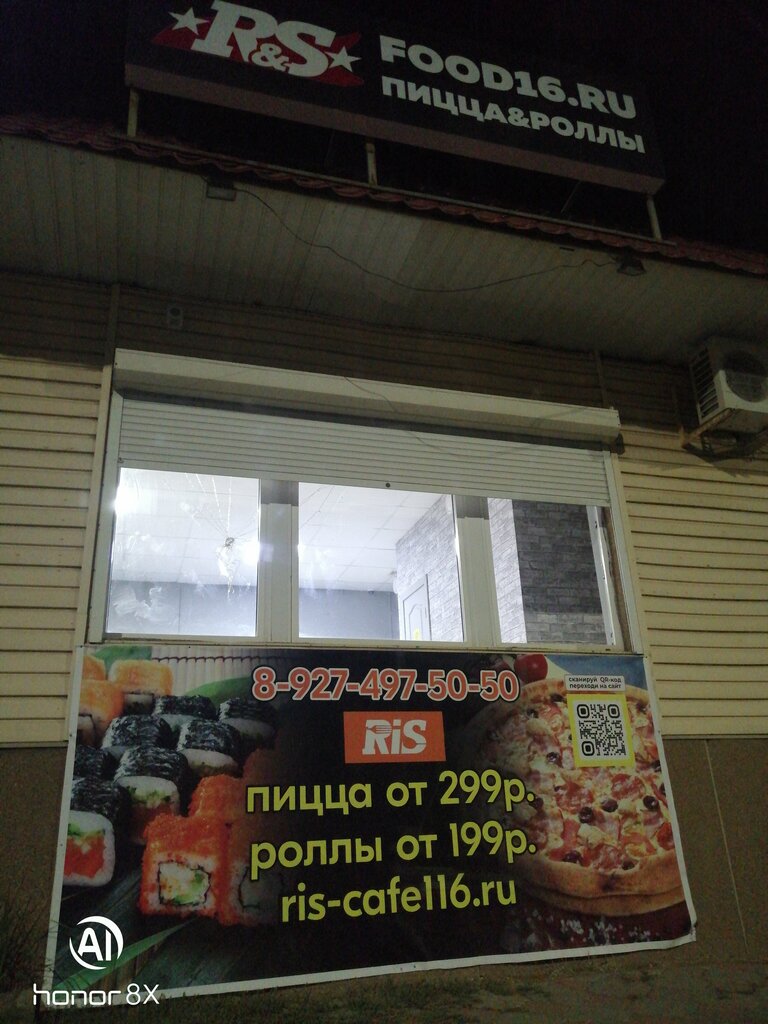 R&S
FOOD16.RU
ПИЦЦА&РОЛЛЫ
8-927-497-50-50
сканируй QR-код
переходи на сайт
RiS
пицца от 299р.
роллы от 199р.
ris-cafe116.ru
AI
honor 8X